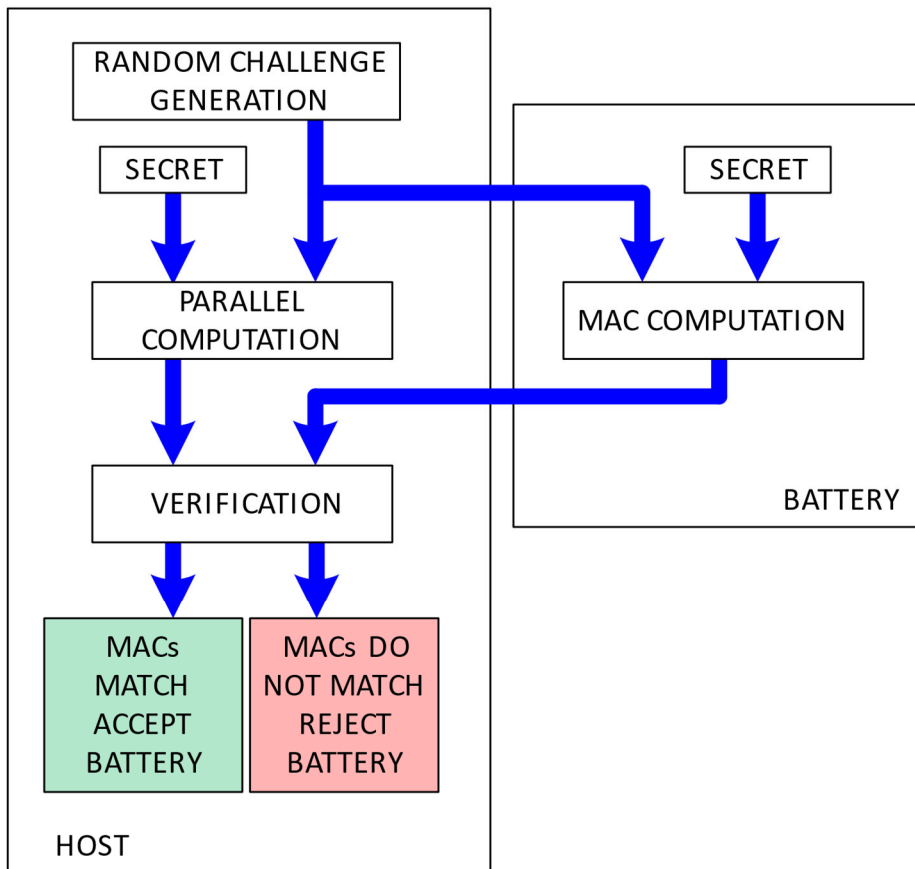 RANDOM CHALLENGE
GENERATION
SECRET
SECRET
PARALLEL
COMPUTATION
MAC COMPUTATION
VERIFICATION
BATTERY
MACs
MATCH
ACCEPT
BATTERY
MACs DO
NOT MATCH
REJECT
BATTERY
HOST